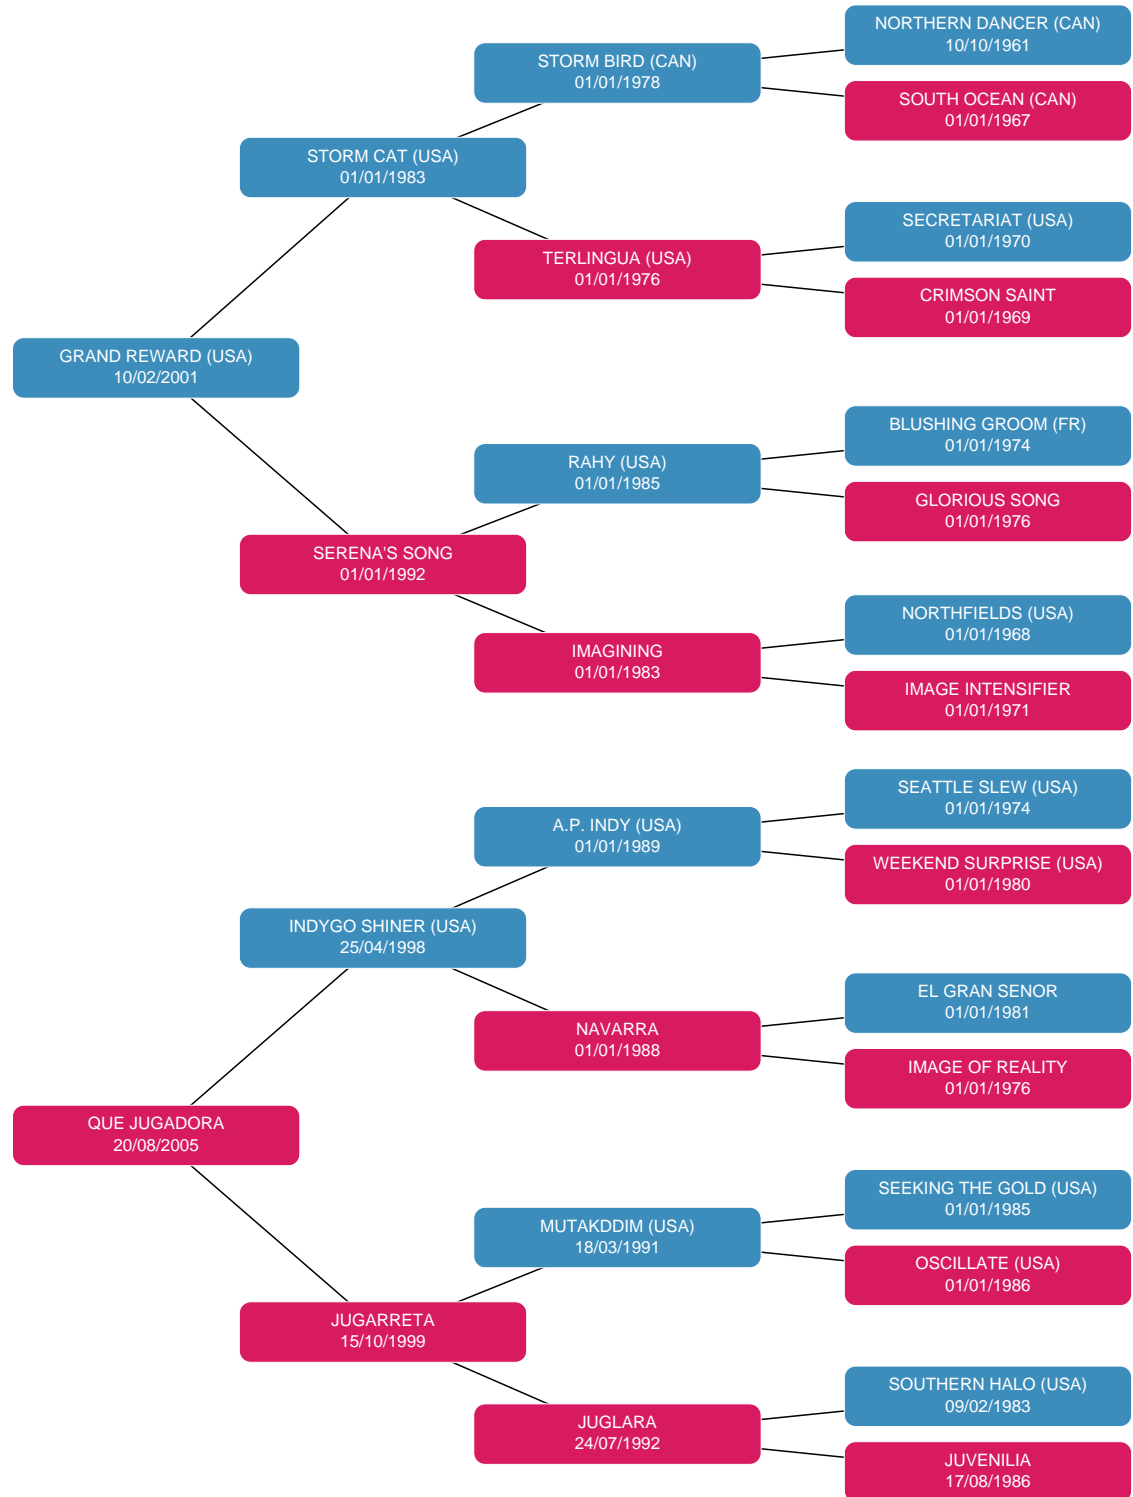 NORTHERN DANCER (CAN)
10/10/1961
STORM BIRD (CAN)
01/01/1978
SOUTH OCEAN (CAN)
01/01/1967
STORM CAT (USA)
01/01/1983
SECRETARIAT (USA)
01/01/1970
TERLINGUA (USA)
01/01/1976
CRIMSON SAINT
01/01/1969
GRAND REWARD (USA)
10/02/2001
BLUSHING GROOM (FR)
01/01/1974
RAHY (USA)
01/01/1985
GLORIOUS SONG
01/01/1976
SERENA'S SONG
01/01/1992
NORTHFIELDS (USA)
01/01/1968
IMAGINING
01/01/1983
IMAGE INTENSIFIER
01/01/1971
SEATTLE SLEW (USA)
01/01/1974
A.P. INDY (USA)
01/01/1989
WEEKEND SURPRISE (USA)
01/01/1980
INDYGO SHINER (USA)
25/04/1998
EL GRAN SENOR
01/01/1981
NAVARRA
01/01/1988
IMAGE OF REALITY
01/01/1976
QUE JUGADORA
20/08/2005
SEEKING THE GOLD (USA)
01/01/1985
MUTAKDDIM (USA)
18/03/1991
OSCILLATE (USA)
01/01/1986
JUGARRETA
15/10/1999
SOUTHERN HALO (USA)
09/02/1983
JUGLARA
24/07/1992
JUVENILIA
17/08/1986